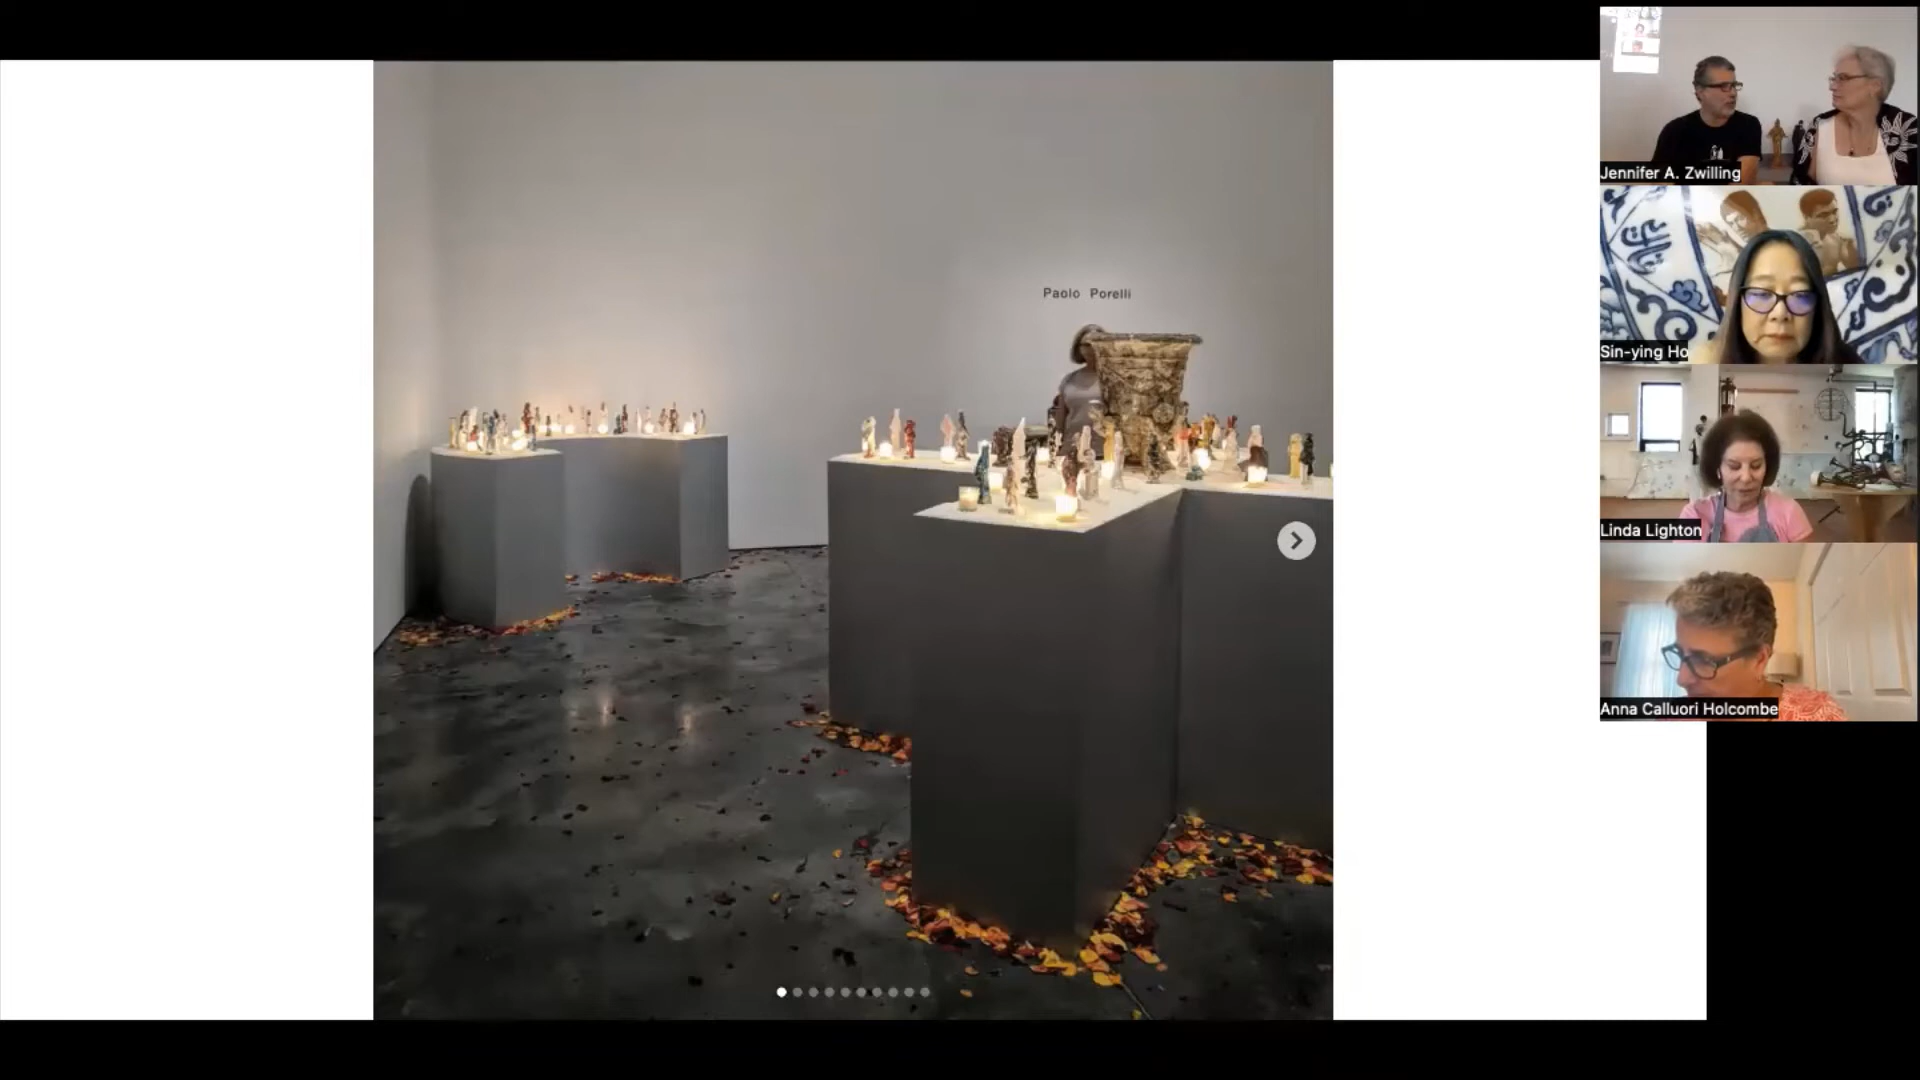 Paolo Porelli
Jennifer A. Zwilling
Sin-ying Ho
Linda Lighton
Anna Calluori Holcombe